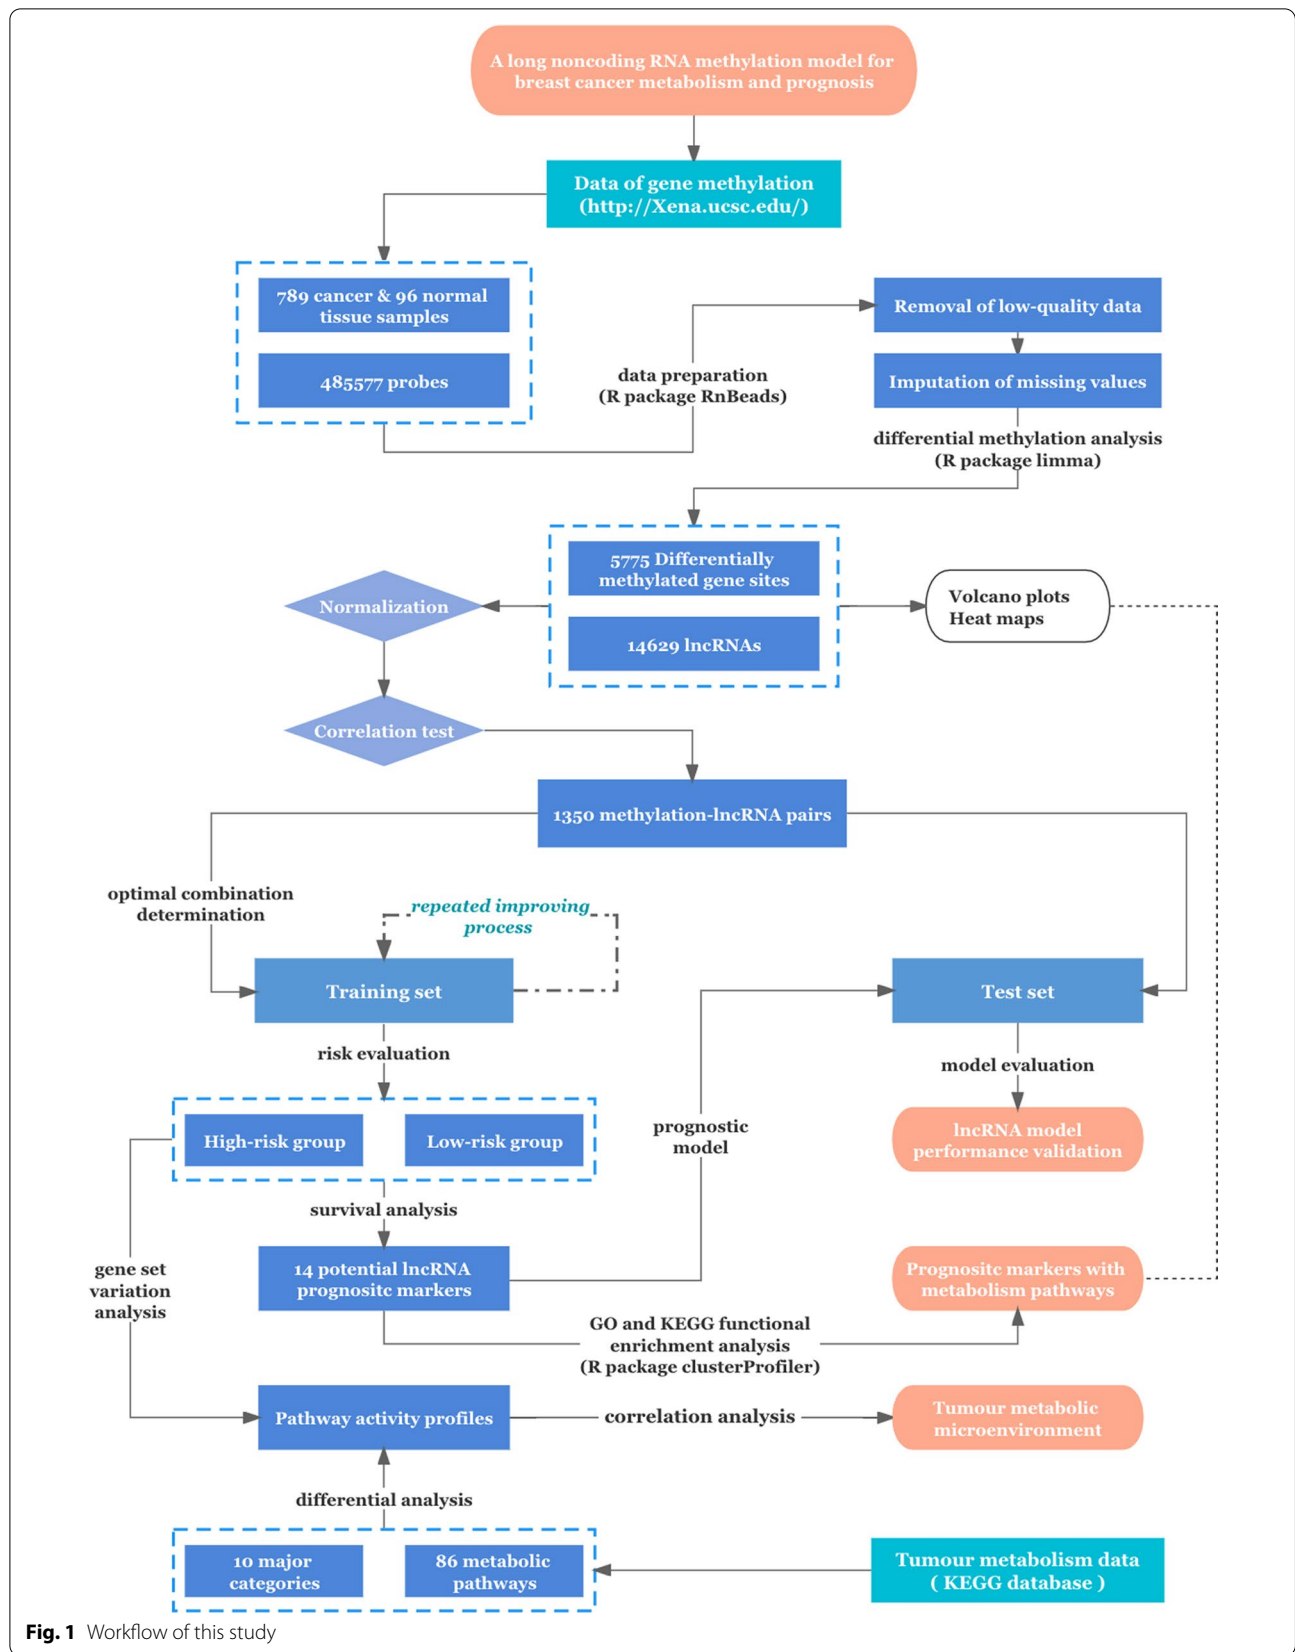 A long noncoding RNA methylation model for
breast cancer metabolism and prognosis
Data of gene methylation
(http://Xena.ucsc.edu/)
789 cancer & 96 normal
tissue samples
485577 probes
data preparation
(R package RnBeads)
Removal of low-quality data
Imputation of missing values
differential methylation analysis
(R package limma)
5775 Differentially
methylated gene sites
14629 lncRNAs
Normalization
Volcano plots
Heat maps
Correlation test
1350 methylation-lncRNA pairs
optimal combination
determination
repeated improving
process
Training set
Test set
risk evaluation
model evaluation
High-risk group
Low-risk group
prognostic
model
lncRNA model
performance validation
survival analysis
gene set
variation
analysis
14 potential lncRNA
prognositc markers
Prognositc markers with
metabolism pathways
GO and KEGG functional
enrichment analysis
(R package clusterProfiler)
Pathway activity profiles
correlation analysis
Tumour metabolic
microenvironment
differential analysis
10 major
categories
86 metabolic
pathways
Tumour metabolism data
( KEGG database )
Fig. 1 Workflow of this study